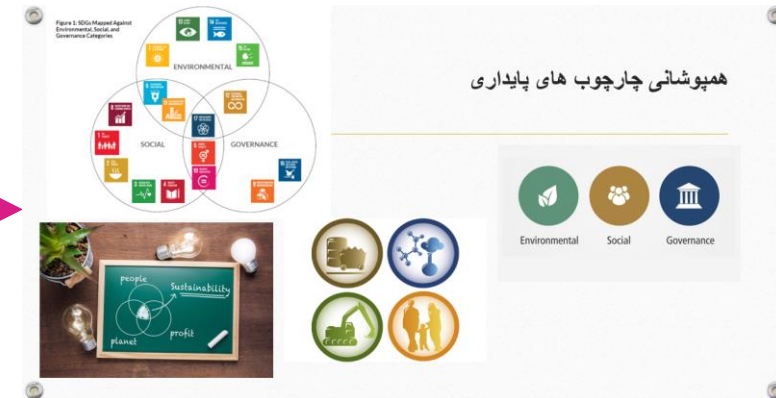 Figure 1: SDGs Mapped Against
Environmental, Social, and
Governance Categories
همپوشانی چارچوب های پایداری
ENVIRONMENTAL
SOCIAL
GOVERNANCE
Environmental
Social
Governance
people
Sustainability
profit
planet